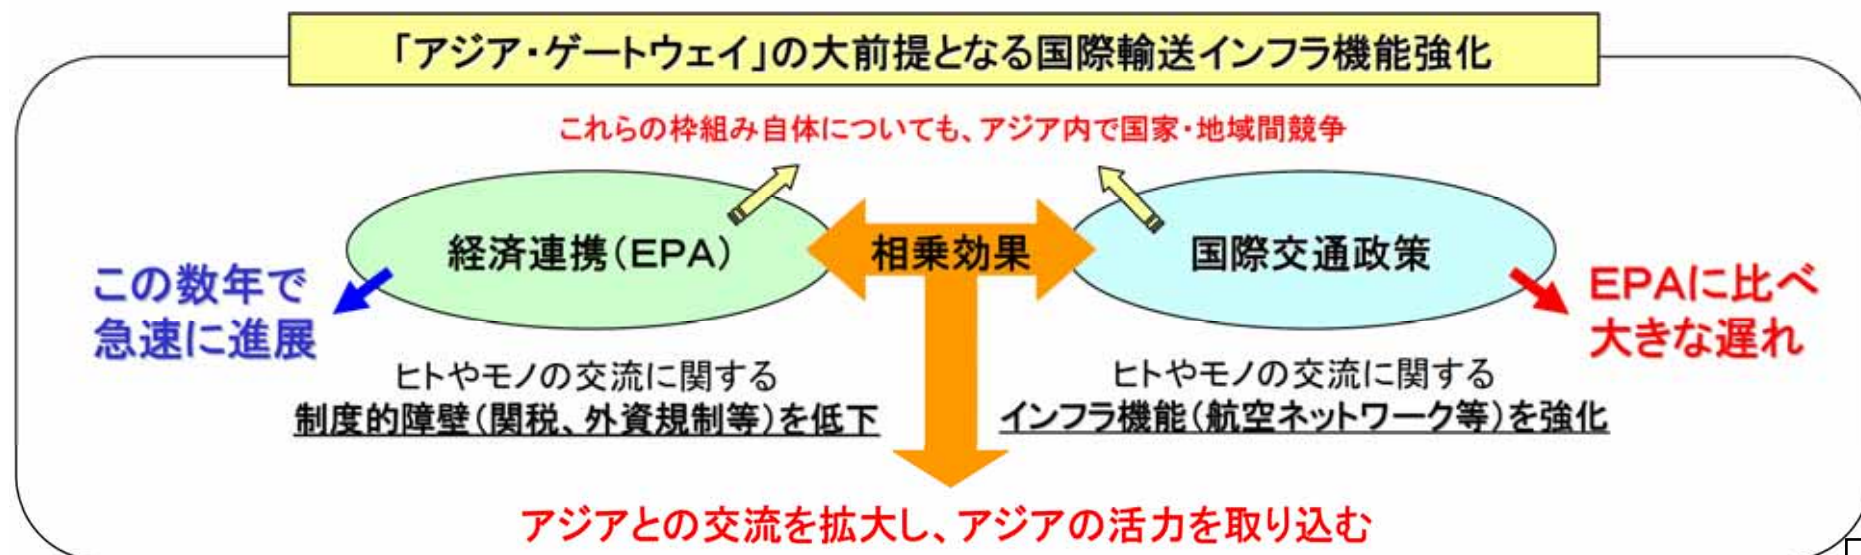 「アジア・ゲートウェイ」の大前提となる国際輸送インフラ機能強化
これらの枠組み自体についても、アジア内で国家・地域間競争
経済連携(EPA)
相乗効果
国際交通政策
この数年で
急速に進展
EPAに比べ
大きな遅れ
ヒトやモノの交流に関する
制度的障壁(関税、外資規制等)を低下
ヒトやモノの交流に関する
インフラ機能(航空ネットワーク等)を強化
アジアとの交流を拡大し、アジアの活力を取り込む